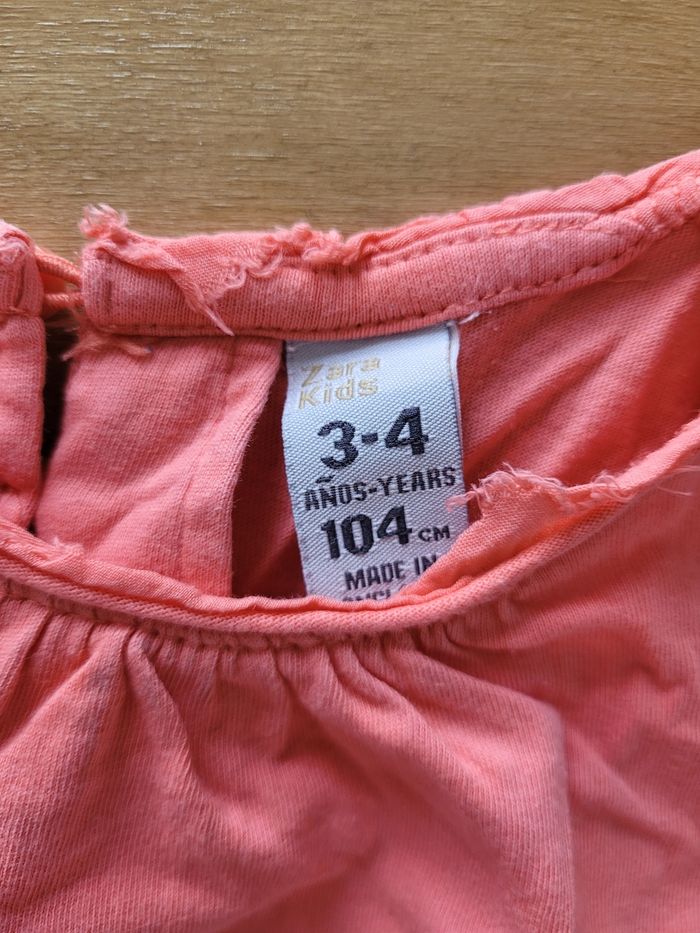 Zara
Kids
3-4
AÑOS-YEARS
104 CM
MADE IN